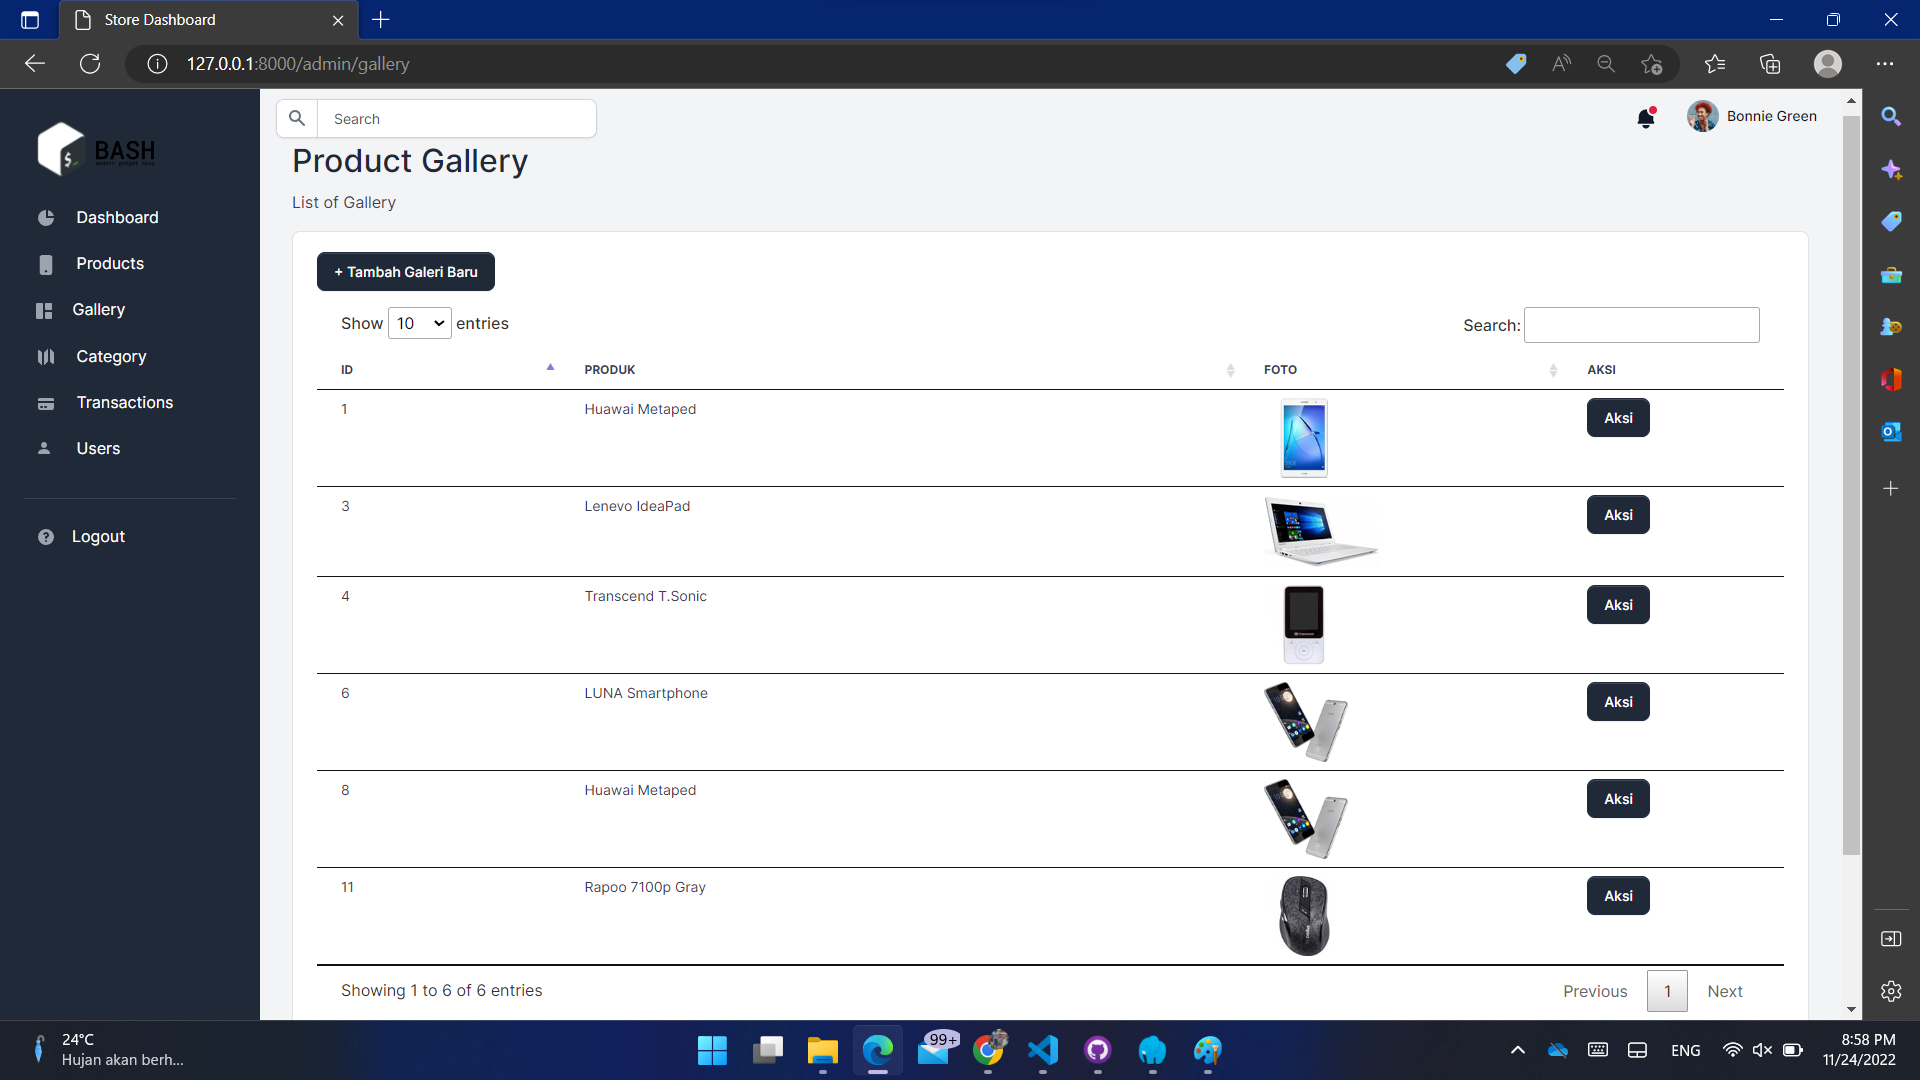 Store Dashboard
127.0.0.1:8000/admin/gallery
BASH
Search
Bonnie Green
Dashboard
Products
Gallery
Category
Transactions
Users
Logout
Product Gallery
List of Gallery
+ Tambah Galeri Baru
Show 10 entries
Search:
ID PRODUK FOTO AKSI
1 Huawai Metaped Aksi
3 Lenevo IdeaPad Aksi
4 Transcend T.Sonic Aksi
6 LUNA Smartphone Aksi
8 Huawai Metaped Aksi
11 Rapoo 7100p Gray Aksi
Showing 1 to 6 of 6 entries
Previous 1 Next
24°C
Hujan akan berh...
99+
ENG
8:58 PM
11/24/2022